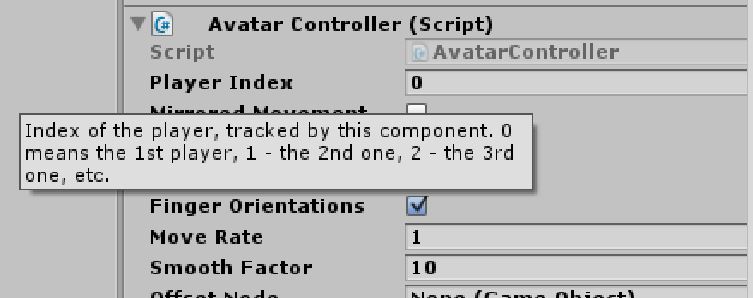 Avatar Controller (Script)
Script AvatarController
Player Index 0
Mirrored Movement
Index of the player, tracked by this component. 0
means the 1st player, 1 - the 2nd one, 2 - the 3rd
one, etc.
Finger Orientations
Move Rate 1
Smooth Factor 10
Offset Node None (Game Object)